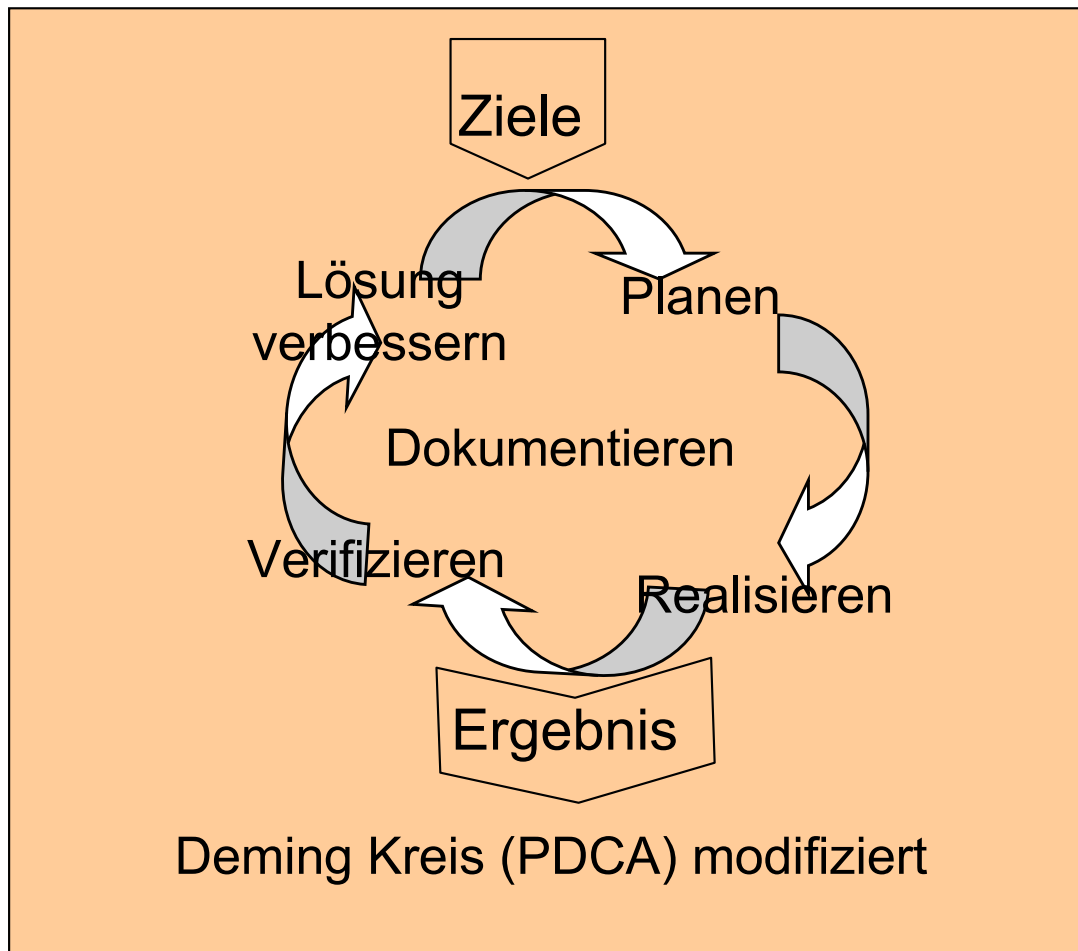 Ziele
Lösung
verbessern
Planen
Dokumentieren
Verifizieren
Realisieren
Ergebnis
Deming Kreis (PDCA) modifiziert